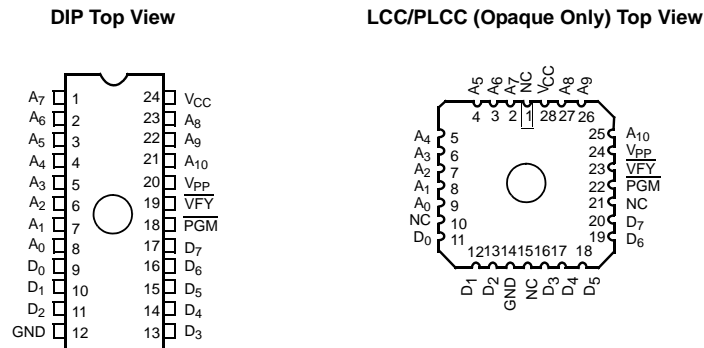 DIP Top View
A7 1 24 VCC
A6 2 23 A8
A5 3 22 A9
A4 4 21 A10
A3 5 20 VPP
A2 6 19 VFY
A1 7 18 PGM
A0 8 17 D7
D0 9 16 D6
D1 10 15 D5
D2 11 14 D4
GND 12 13 D3
LCC/PLCC (Opaque Only) Top View
A5 A6 A7 NC VCC A8 A9
4 3 2 1 28 27 26
A4 5 25 A10
A3 6 24 VPP
A2 7 23 VFY
A1 8 22 PGM
A0 9 21 NC
NC 10 20 D7
D0 11 19 D6
12 13 14 15 16 17 18
D1 D2 GND NC D3 D4 D5